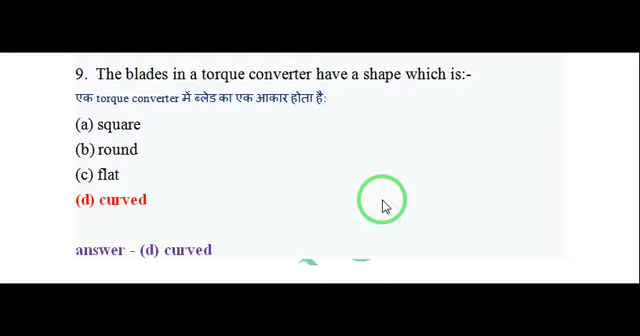 9. The blades in a torque converter have a shape which is:-
एक torque converter में ब्लेड का एक आकार होता है:
(a) square
(b) round
(c) flat
(d) curved
answer - (d) curved